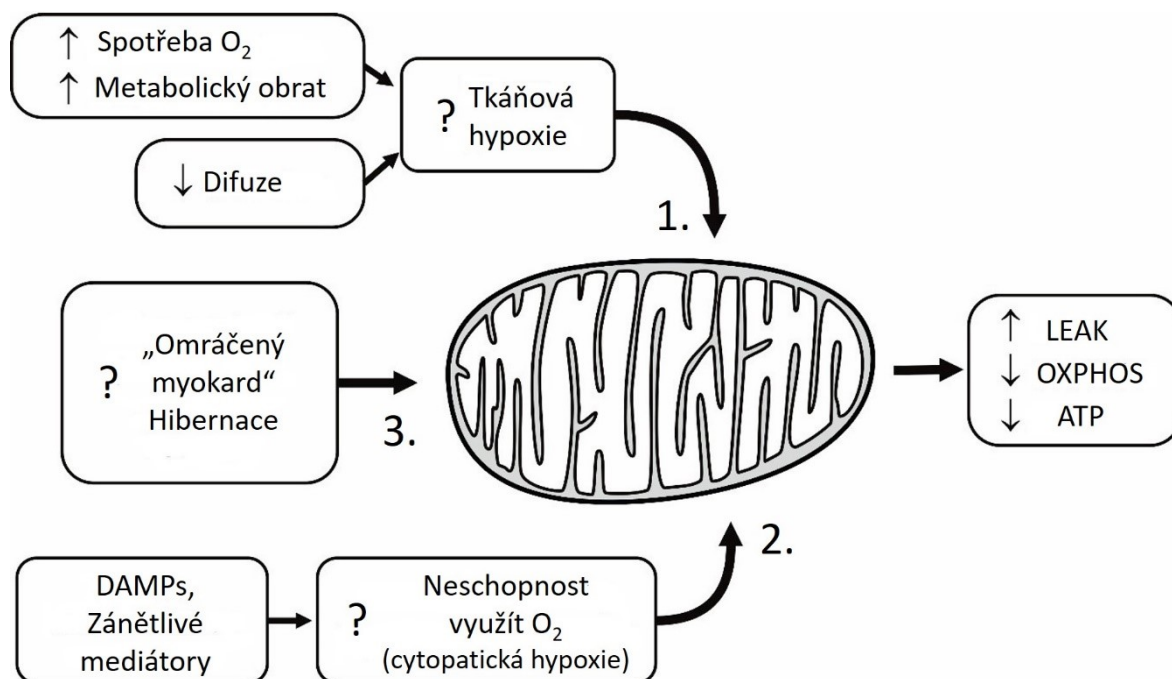 ↑ Spotřeba O₂
↑ Metabolický obrat
↓ Difuze
? Tkáňová
hypoxie
1.
„Omráčený
? myokard“
Hibernace
3.
DAMPs,
Zánětlivé
mediátory
Neschopnost
? využít O₂
(cytopatická hypoxie)
2.
↑ LEAK
↓ OXPHOS
↓ ATP